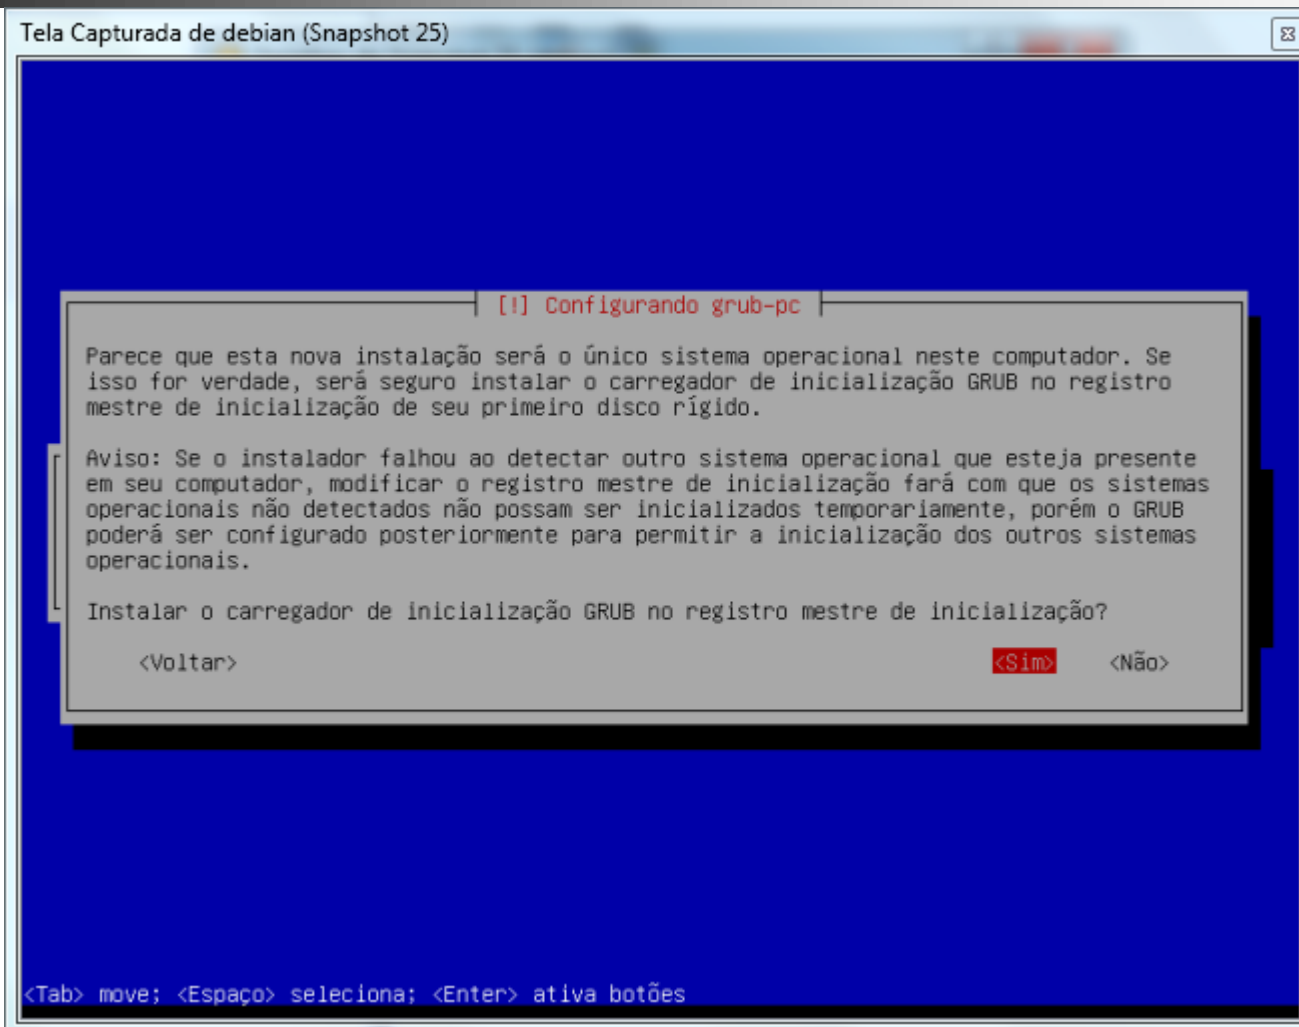 Tela Capturada de debian (Snapshot 25)
[!] Configurando grub-pc
Parece que esta nova instalação será o único sistema operacional neste computador. Se
isso for verdade, será seguro instalar o carregador de inicialização GRUB no registro
mestre de inicialização de seu primeiro disco rígido.
Aviso: Se o instalador falhou ao detectar outro sistema operacional que esteja presente
em seu computador, modificar o registro mestre de inicialização fará com que os sistemas
operacionais não detectados não possam ser inicializados temporariamente, porém o GRUB
poderá ser configurado posteriormente para permitir a inicialização dos outros sistemas
operacionais.
Instalar o carregador de inicialização GRUB no registro mestre de inicialização?
<Voltar> <Sim> <Não>
<Tab> move; <Espaço> seleciona; <Enter> ativa botões